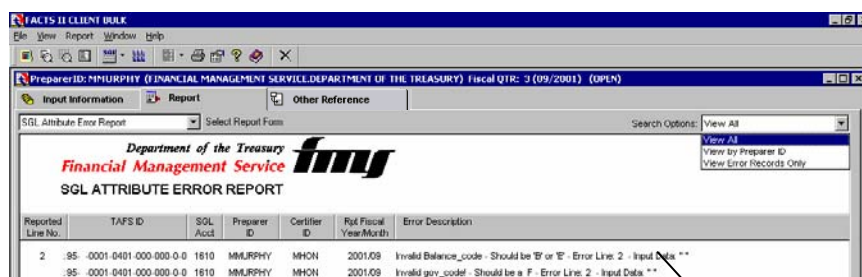 FACTS II CLIENT BULK
File View Report Window Help
PreparerID: MMURPHY (FINANCIAL MANAGEMENT SERVICE.DEPARTMENT OF THE TREASURY) Fiscal QTR: 3 (09/2001) (OPEN)
Input Information Report Other Reference
SGL Attribute Error Report Select Report Form Search Options: View All
View All
View by Preparer ID
View Error Records Only
Department of the Treasury
Financial Management Service
fms
SGL ATTRIBUTE ERROR REPORT
Reported Line No. TAFS ID SGL Acct Preparer ID Certifier ID Rpt Fiscal Year/Month Error Description
2 :95- -0001-0401-000-000-0-0 1610 MMURPHY MHON 2001/09 Invalid Balance_code - Should be 'B' or 'E' - Error Line: 2 - Input Data: " "
:95- -0001-0401-000-000-0-0 1610 MMURPHY MHON 2001/09 Invalid gov_code! - Should be a F - Error Line: 2 - Input Data: " "